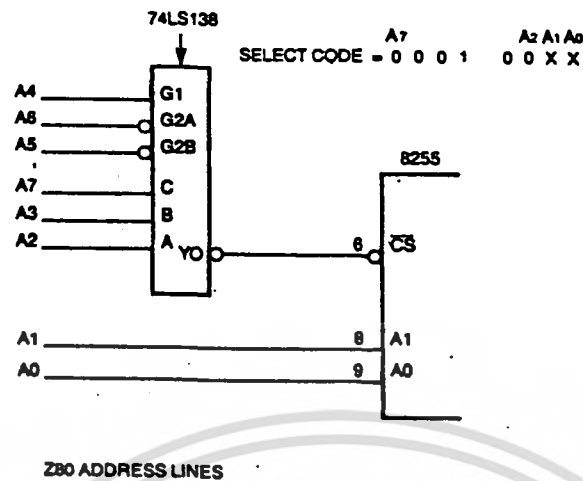 74LS138
A7 A2 A1 A0
SELECT CODE = 0 0 0 1 0 0 X X
A4 G1
A6 G2A
A5 G2B
8255
A7 C
A3 B
A2 A YO 6 CS
A1 8 A1
A0 9 A0
Z80 ADDRESS LINES